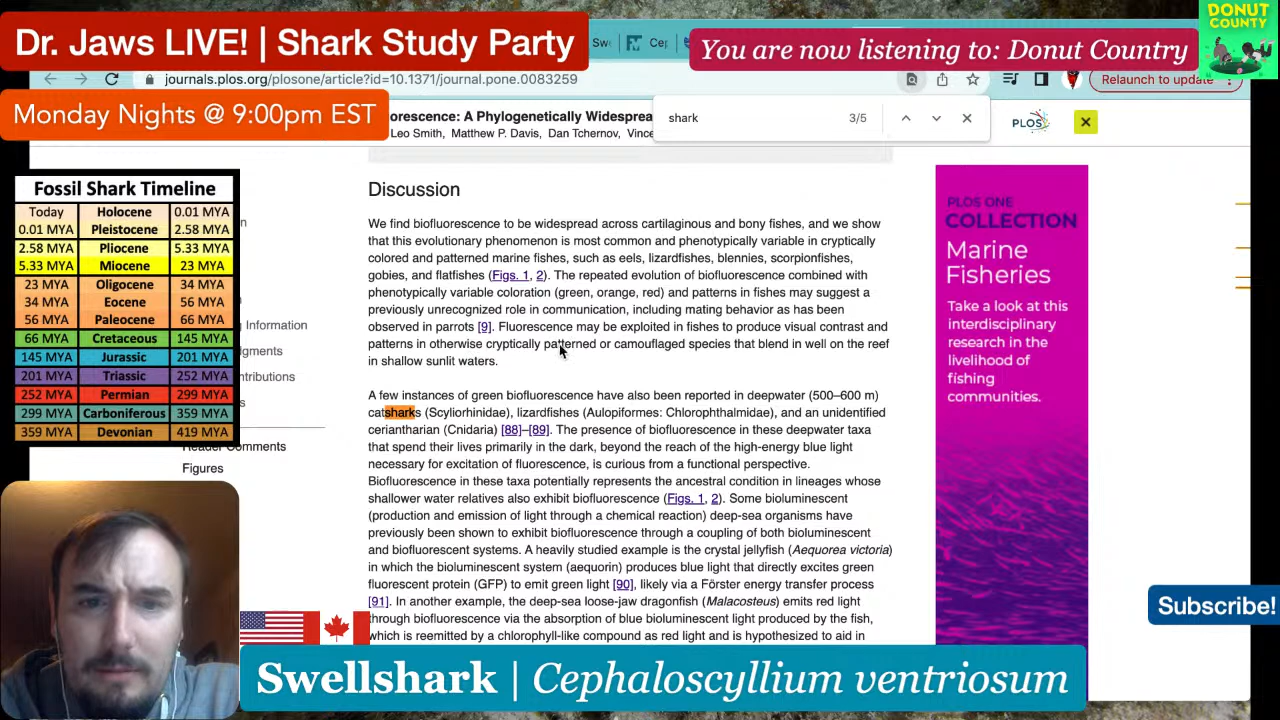 Dr. Jaws LIVE! | Shark Study Party
You are now listening to: Donut Country
DONUT
COUNTY
journals.plos.org/plosone/article?id=10.1371/journal.pone.0083259
Relaunch to update
Monday Nights @ 9:00pm EST
orescence: A Phylogenetically Widesprea
Leo Smith, Matthew P. Davis, Dan Tchernov, Vince
shark
3/5
PLOS
Fossil Shark Timeline
Today Holocene 0.01 MYA
0.01 MYA Pleistocene 2.58 MYA
2.58 MYA Pliocene 5.33 MYA
5.33 MYA Miocene 23 MYA
23 MYA Oligocene 34 MYA
34 MYA Eocene 56 MYA
56 MYA Paleocene 66 MYA
66 MYA Cretaceous 145 MYA
145 MYA Jurassic 201 MYA
201 MYA Triassic 252 MYA
252 MYA Permian 299 MYA
299 MYA Carboniferous 359 MYA
359 MYA Devonian 419 MYA
n
g Information
dgments
ontributions
s
Reader Comments
Figures
Discussion
We find biofluorescence to be widespread across cartilaginous and bony fishes, and we show
that this evolutionary phenomenon is most common and phenotypically variable in cryptically
colored and patterned marine fishes, such as eels, lizardfishes, blennies, scorpionfishes,
gobies, and flatfishes (Figs. 1, 2). The repeated evolution of biofluorescence combined with
phenotypically variable coloration (green, orange, red) and patterns in fishes may suggest a
previously unrecognized role in communication, including mating behavior as has been
observed in parrots [9]. Fluorescence may be exploited in fishes to produce visual contrast and
patterns in otherwise cryptically patterned or camouflaged species that blend in well on the reef
in shallow sunlit waters.
A few instances of green biofluorescence have also been reported in deepwater (500–600 m)
catsharks (Scyliorhinidae), lizardfishes (Aulopiformes: Chlorophthalmidae), and an unidentified
ceriantharian (Cnidaria) [88]–[89]. The presence of biofluorescence in these deepwater taxa
that spend their lives primarily in the dark, beyond the reach of the high-energy blue light
necessary for excitation of fluorescence, is curious from a functional perspective.
Biofluorescence in these taxa potentially represents the ancestral condition in lineages whose
shallower water relatives also exhibit biofluorescence (Figs. 1, 2). Some bioluminescent
(production and emission of light through a chemical reaction) deep-sea organisms have
previously been shown to exhibit biofluorescence through a coupling of both bioluminescent
and biofluorescent systems. A heavily studied example is the crystal jellyfish (Aequorea victoria)
in which the bioluminescent system (aequorin) produces blue light that directly excites green
fluorescent protein (GFP) to emit green light [90], likely via a Förster energy transfer process
[91]. In another example, the deep-sea loose-jaw dragonfish (Malacosteus) emits red light
through biofluorescence via the absorption of blue bioluminescent light produced by the fish,
which is reemitted by a chlorophyll-like compound as red light and is hypothesized to aid in
PLOS ONE
COLLECTION
Marine
Fisheries
Take a look at this
interdisciplinary
research in the
livelihood of
fishing
communities.
Subscribe!
Swellshark | Cephaloscyllium ventriosum